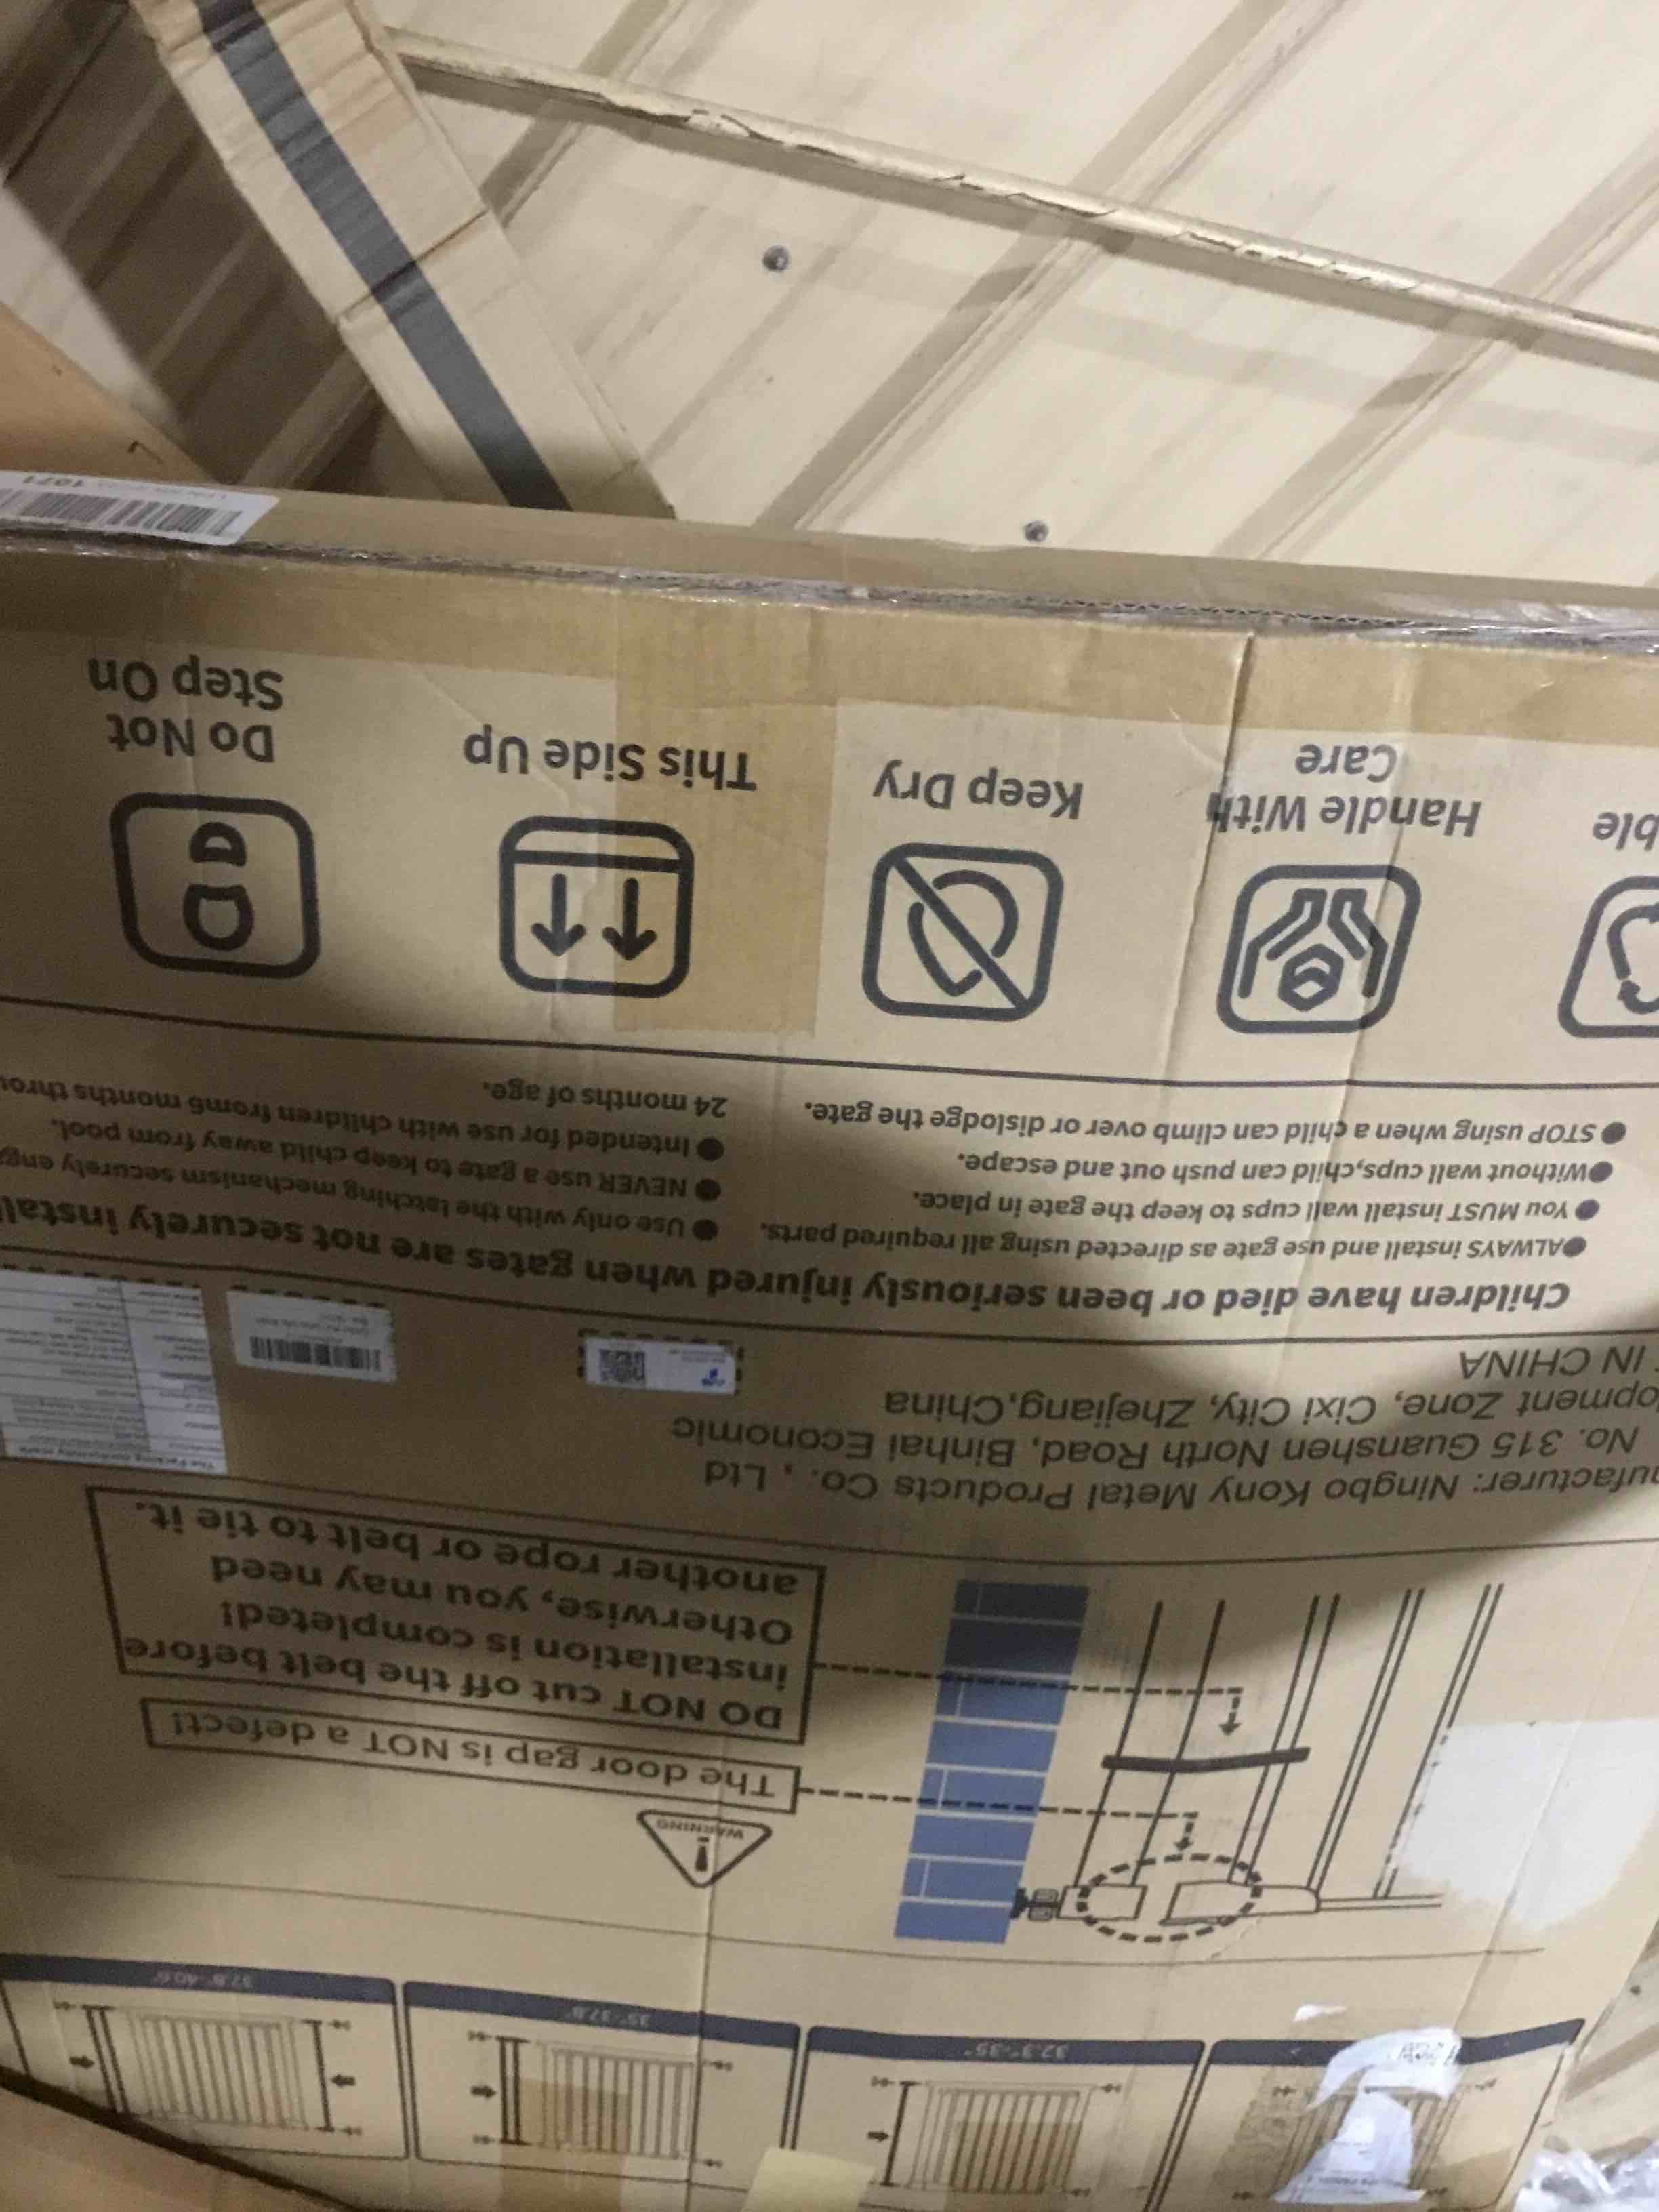 37.8"-40.6"
35"-37.8"
32.3"-35"
WARNING
The door gap is NOT a defect!
DO NOT cut off the belt before
installation is completed!
Otherwise, you may need
another rope or belt to tie it.
ufacturer: Ningbo Kony Metal Products Co. , Ltd
No. 315 Guanshen North Road, Binhai Economic
opment Zone, Cixi City, Zhejiang,China
IN CHINA
Children have died or been seriously injured when gates are not securely install
●ALWAYS install and use gate as directed using all required parts.
● You MUST install wall cups to keep the gate in place.
●Without wall cups,child can push out and escape.
● STOP using when a child can climb over or dislodge the gate.
● Use only with the latching mechanism securely enga
● NEVER use a gate to keep child away from pool.
● Intended for use with children from6 months throu
24 months of age.
ble
Handle With
Care
Keep Dry
This Side Up
Do Not
Step On
1071